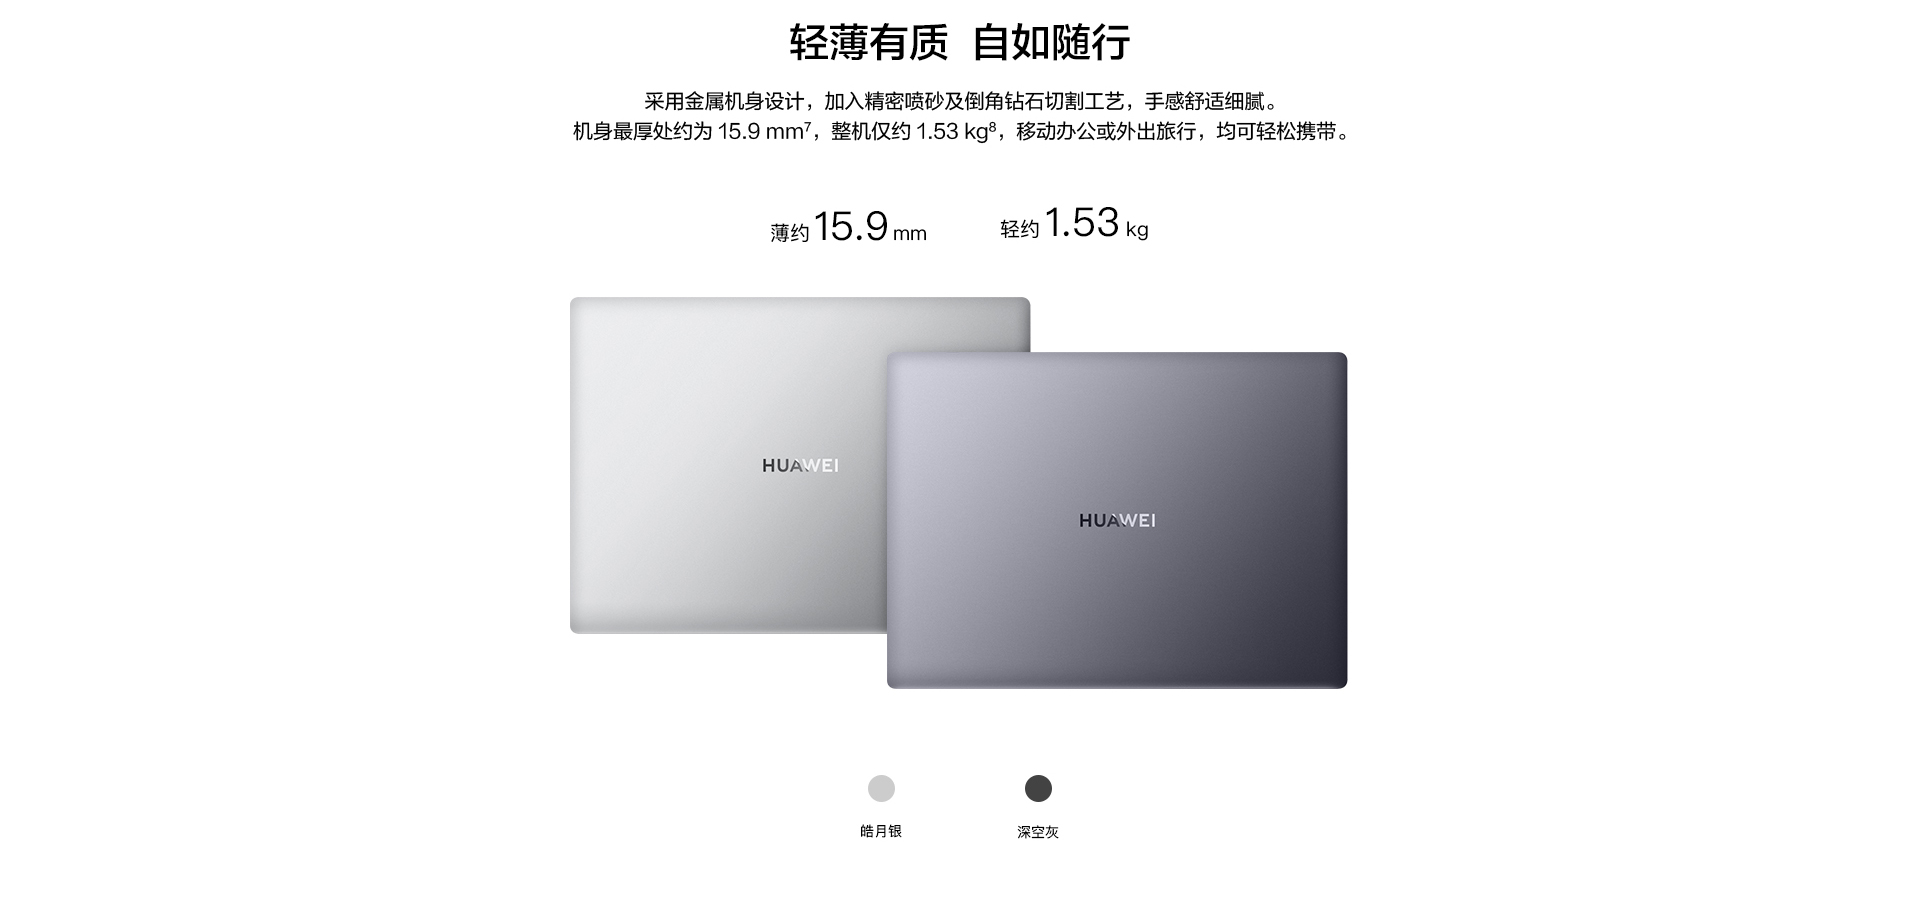 轻薄有质 自如随行
采用金属机身设计，加入精密喷砂及倒角钻石切割工艺，手感舒适细腻。
机身最厚处约为 15.9 mm⁷，整机仅约 1.53 kg⁸，移动办公或外出旅行，均可轻松携带。
薄约 15.9 mm 轻约 1.53 kg
HUAWEI
HUAWEI
皓月银 深空灰